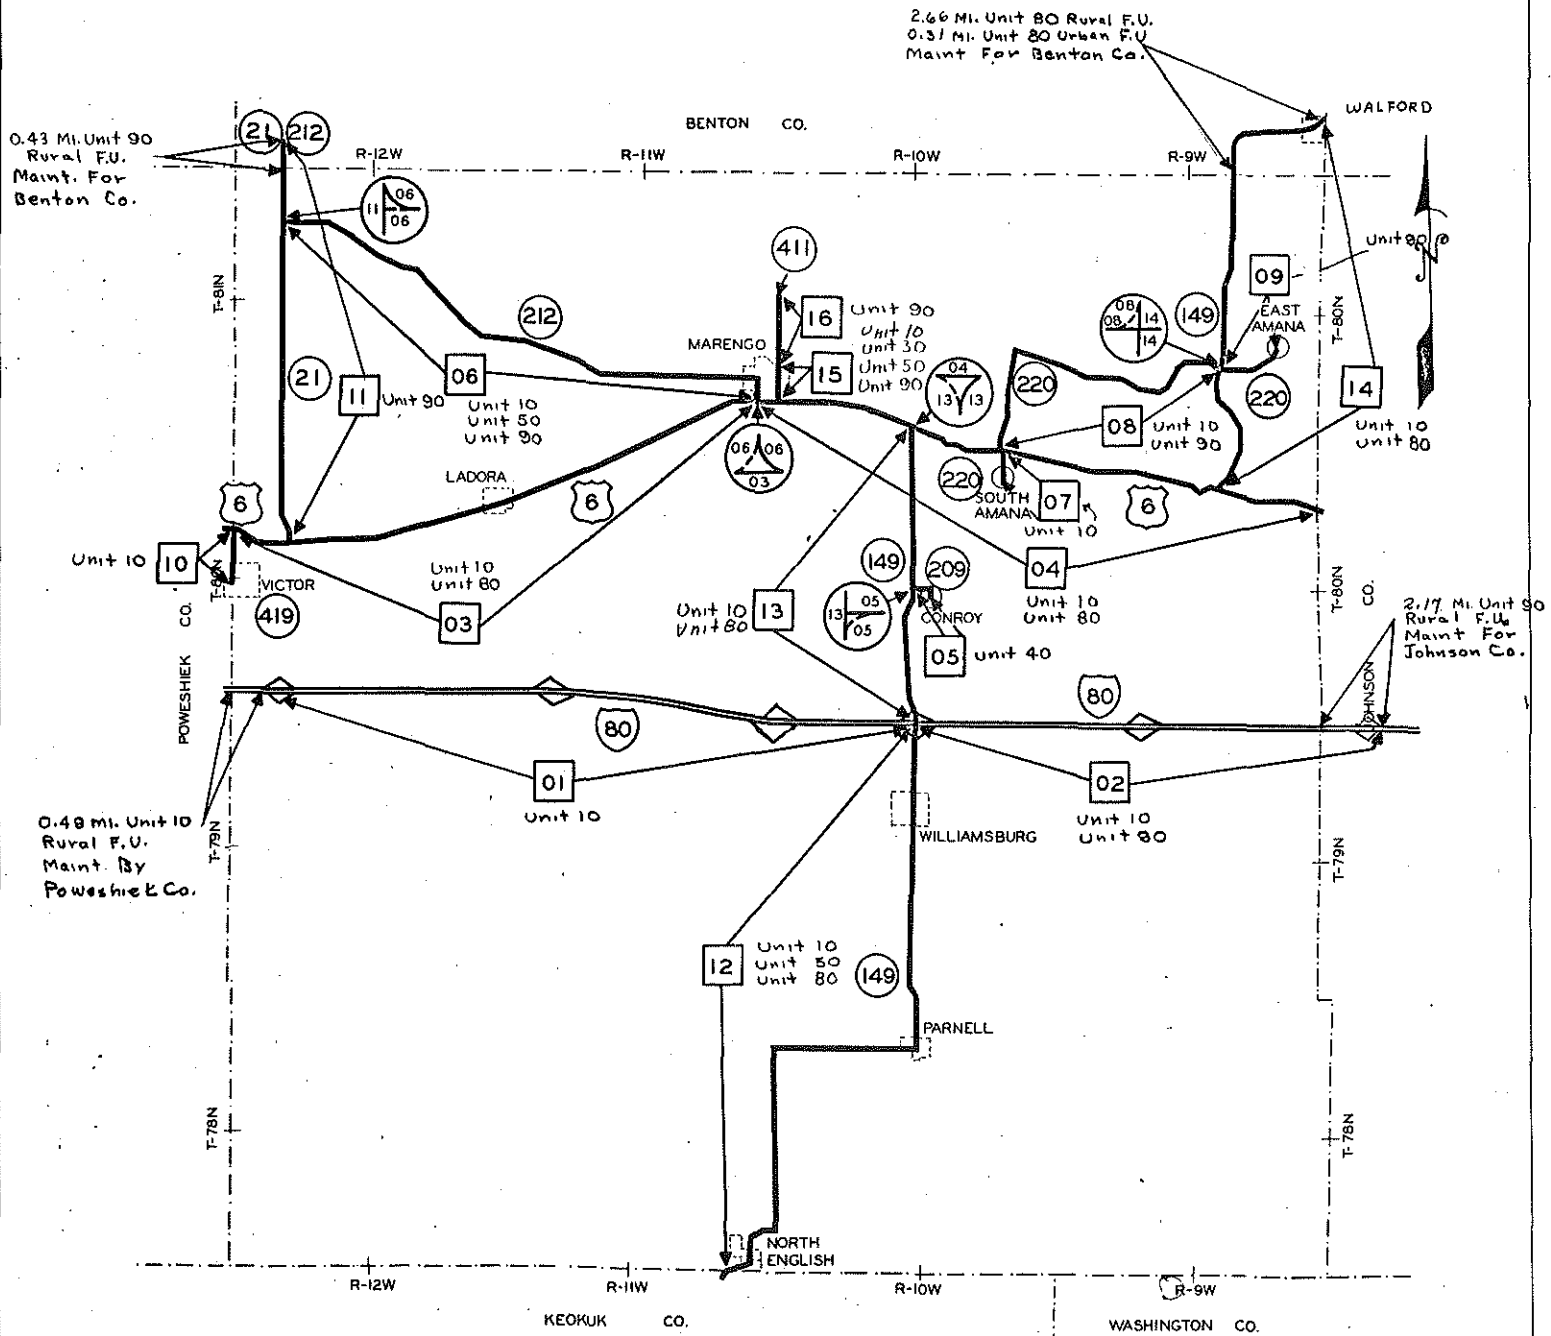 2.66 MI. Unit 80 Rural F.U.
0.31 MI. Unit 80 Urban F.U
Maint For Benton Co.
WALFORD
BENTON CO.
0.43 MI. Unit 90
Rural F.U.
Maint. For
Benton Co.
21
212
R-12W
R-11W
R-10W
R-9W
11
06
06
411
Unit 90
09
T-81N
212
16
Unit 90
Unit 10
Unit 30
Unit 50
Unit 90
15
MARENGO
08
08
14
14
149
EAST
AMANA
T-80N
21
11
Unit 90
06
Unit 10
Unit 50
Unit 90
04
13
13
220
08
Unit 10
Unit 90
220
14
Unit 10
Unit 80
06
06
03
LADORA
6
6
220
SOUTH
AMANA
07
Unit 10
6
Unit 10
10
T-80N
VICTOR
419
Unit 10
Unit 80
03
149
209
04
Unit 10
Unit 80
T-80N
CO.
POWESHIEK CO.
Unit 10
Unit 80
13
13
05
05
CONROY
05
Unit 40
2.17 MI. Unit 90
Rural F.U.
Maint For
Johnson Co.
JOHNSON
80
80
01
Unit 10
02
Unit 10
Unit 90
0.48 MI. Unit 10
Rural F.U.
Maint. By
Poweshiek Co.
T-79N
WILLIAMSBURG
T-79N
12
Unit 10
Unit 50
Unit 80
149
PARNELL
T-78N
T-78N
NORTH
ENGLISH
R-12W
R-11W
R-10W
R-9W
KEOKUK CO.
WASHINGTON CO.